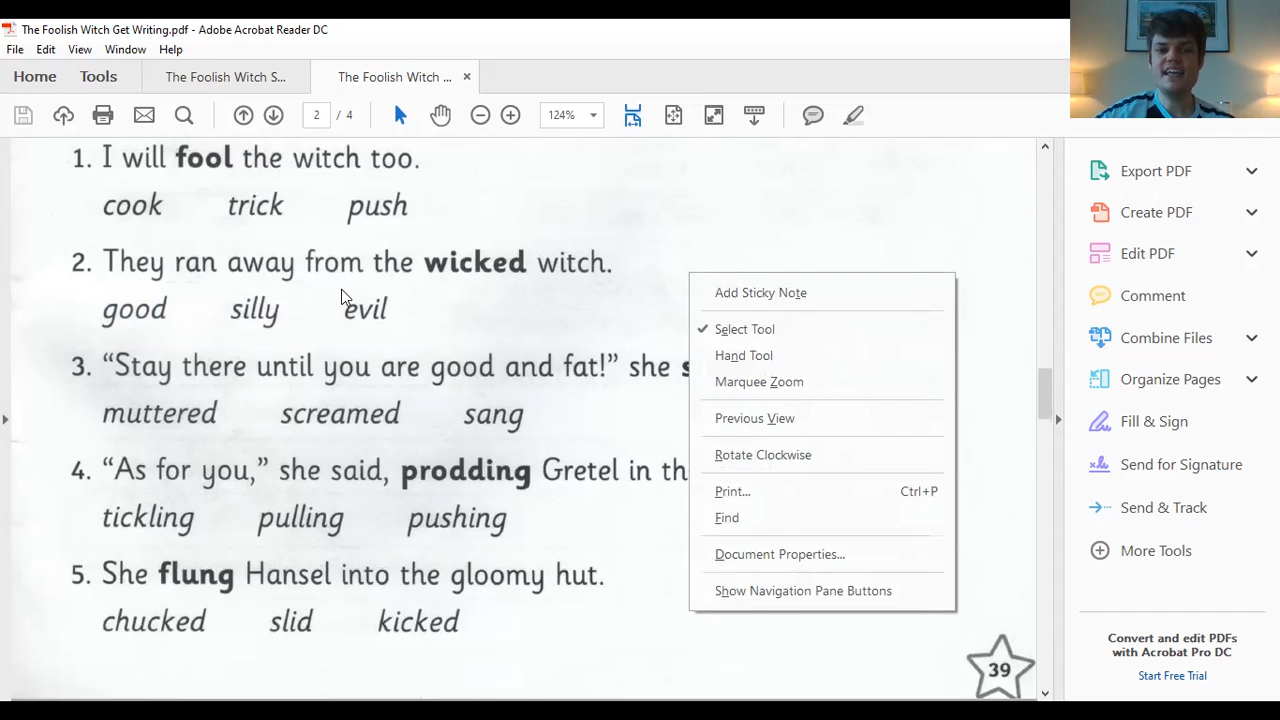 The Foolish Witch Get Writing.pdf - Adobe Acrobat Reader DC
File Edit View Window Help
Home Tools The Foolish Witch S... The Foolish Witch ... ×
2 / 4 124%
1. I will fool the witch too.
cook trick push
2. They ran away from the wicked witch.
good silly evil
3. “Stay there until you are good and fat!” she s
muttered screamed sang
4. “As for you,” she said, prodding Gretel in th
tickling pulling pushing
5. She flung Hansel into the gloomy hut.
chucked slid kicked
39
Add Sticky Note
Select Tool
Hand Tool
Marquee Zoom
Previous View
Rotate Clockwise
Print... Ctrl+P
Find
Document Properties...
Show Navigation Pane Buttons
Export PDF
Create PDF
Edit PDF
Comment
Combine Files
Organize Pages
Fill & Sign
Send for Signature
Send & Track
More Tools
Convert and edit PDFs
with Acrobat Pro DC
Start Free Trial